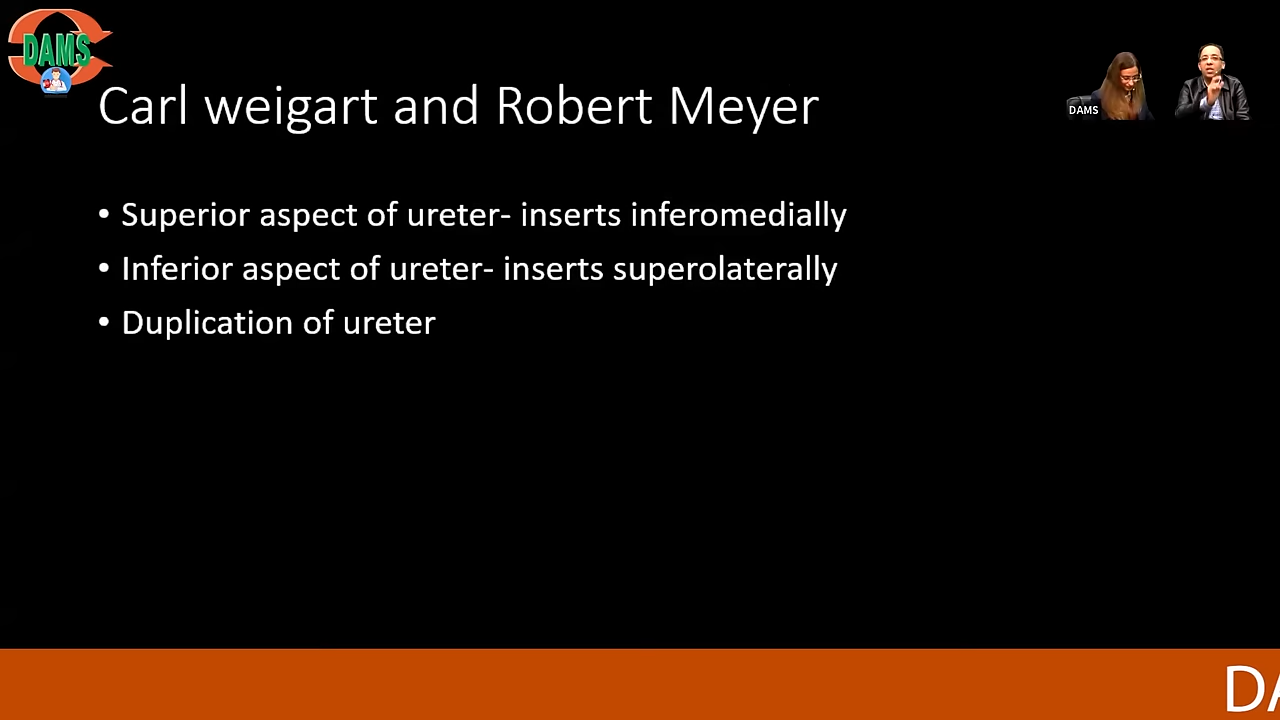 DAMS
Carl weigart and Robert Meyer
DAMS
• Superior aspect of ureter- inserts inferomedially
• Inferior aspect of ureter- inserts superolaterally
• Duplication of ureter
DA